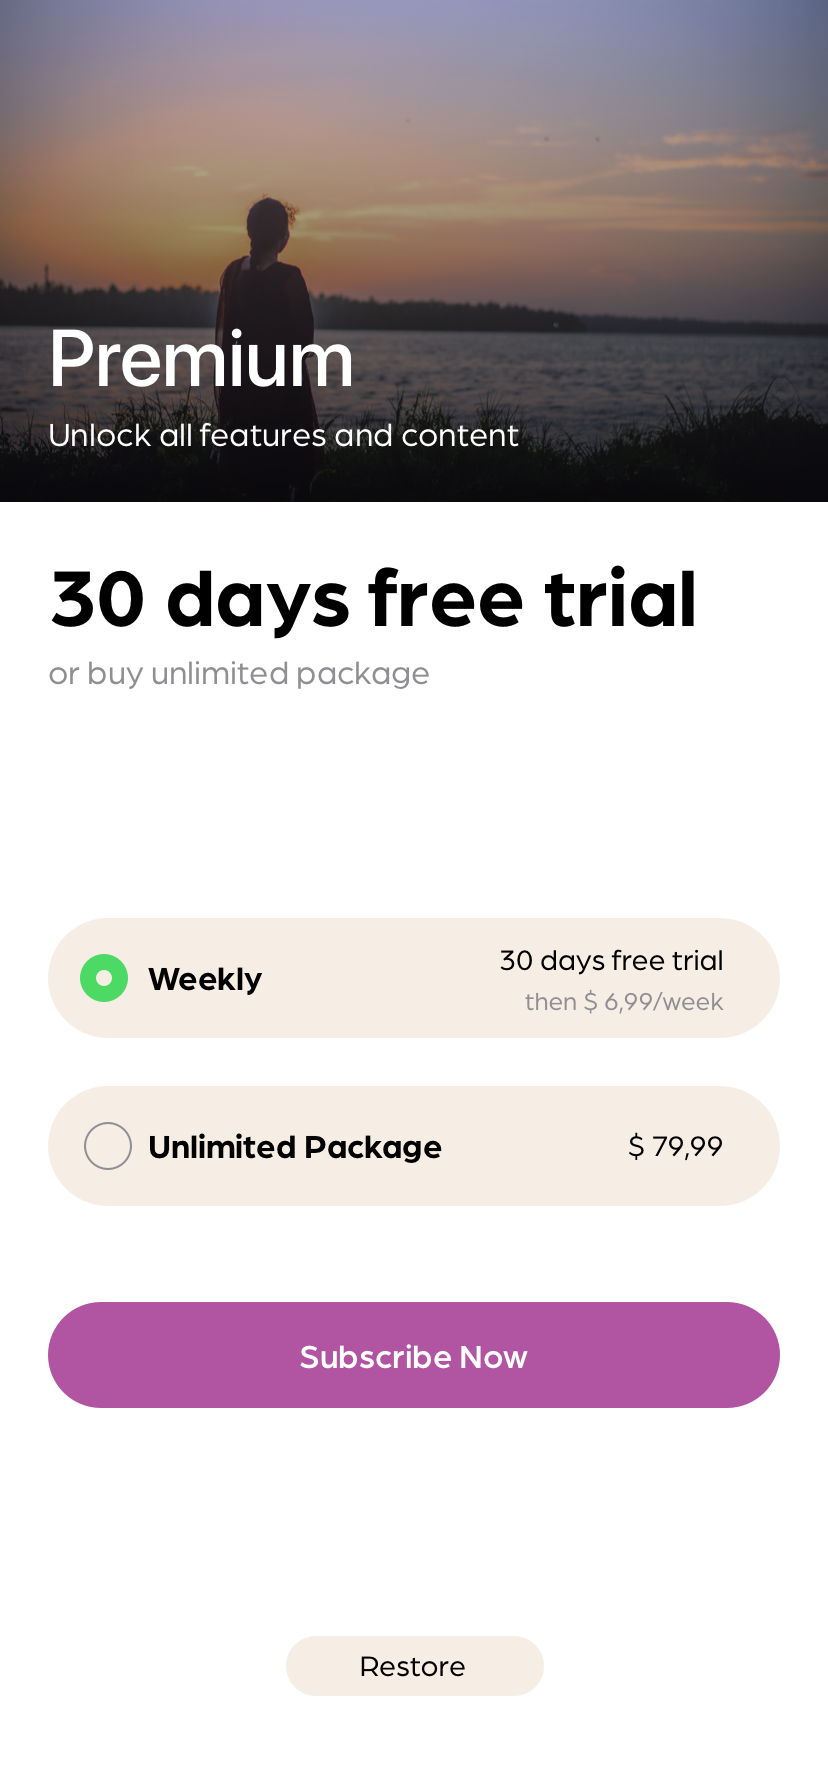 Premium
Unlock all features and content
30 days free trial
or buy unlimited package
Weekly
30 days free trial
then $ 6,99/week
Unlimited Package
$ 79,99
Subscribe Now
Restore